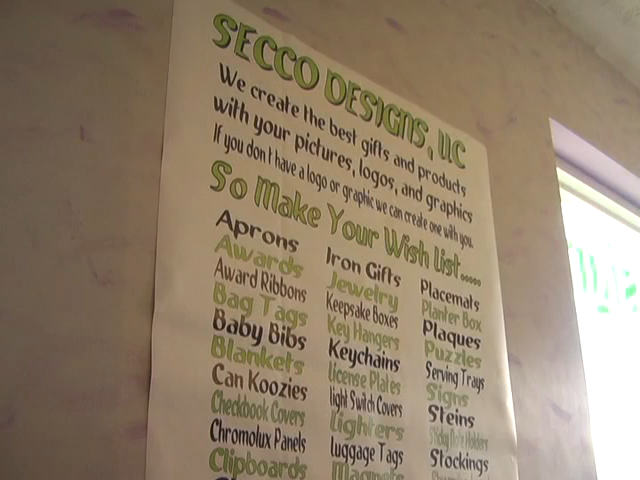 SECCO DESIGNS, LLC
We create the best gifts and products
with your pictures, logos, and graphics
If you don't have a logo or graphic we can create one with you.
So Make Your Wish List.....
Aprons
Awards
Award Ribbons
Bag Tags
Baby Bibs
Blankets
Can Koozies
Checkbook Covers
Chromolux Panels
Clipboards
Iron Gifts
Jewelry
Keepsake Boxes
Key Hangers
Keychains
License Plates
Light Switch Covers
Lighters
Luggage Tags
Magnets
Placemats
Planter Box
Plaques
Puzzles
Serving Trays
Signs
Steins
Sticky Note Holders
Stockings